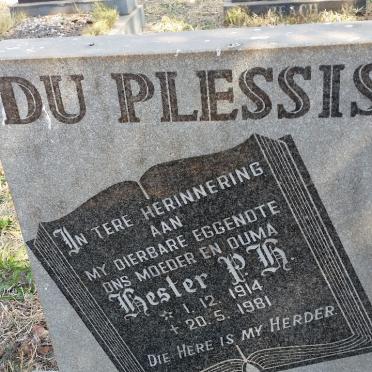 DU PLESSIS
IN TERE HERINNERING
AAN
MY DIERBARE EGGENOTE
ONS MOEDER EN OUMA
Hester P.H.
* 1.12.1914
+ 20.5.1981
DIE HERE IS MY HERDER.